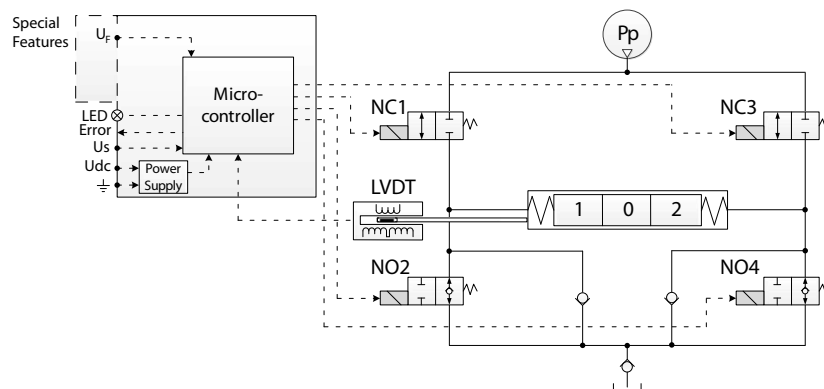 Special
Features
U_F
Micro-
controller
LED
Error
Us
Udc
Power
Supply
Pp
NC1
NC3
LVDT
1 0 2
NO2
NO4